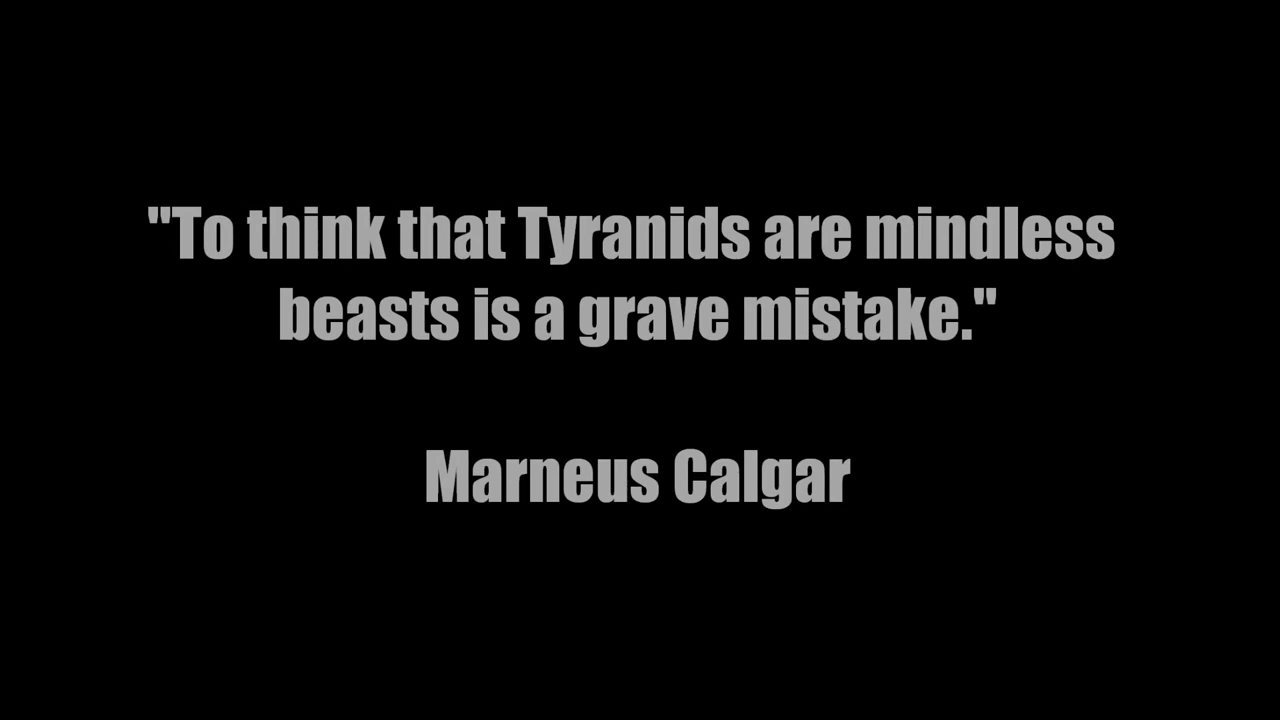 "To think that Tyranids are mindless
beasts is a grave mistake."
Marneus Calgar